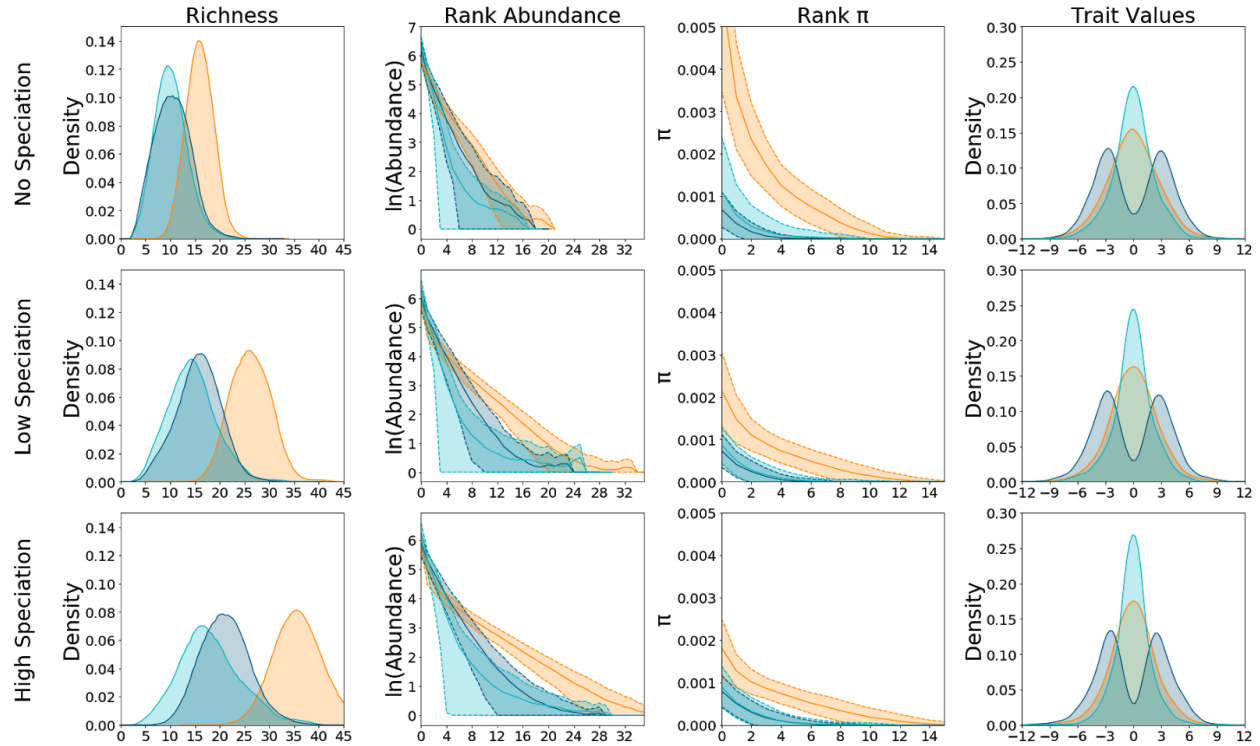 Richness
Rank Abundance
Rank π
Trait Values
No Speciation
Density
0.14
0.12
0.10
0.08
0.06
0.04
0.02
0.00
0 5 10 15 20 25 30 35 40 45
ln(Abundance)
7
6
5
4
3
2
1
0
0 4 8 12 16 20 24 28 32
π
0.005
0.004
0.003
0.002
0.001
0.000
0 2 4 6 8 10 12 14
Density
0.30
0.25
0.20
0.15
0.10
0.05
0.00
−12 −9 −6 −3 0 3 6 9 12
Low Speciation
Density
0.14
0.12
0.10
0.08
0.06
0.04
0.02
0.00
0 5 10 15 20 25 30 35 40 45
ln(Abundance)
6
5
4
3
2
1
0
0 4 8 12 16 20 24 28 32
π
0.005
0.004
0.003
0.002
0.001
0.000
0 2 4 6 8 10 12 14
Density
0.30
0.25
0.20
0.15
0.10
0.05
0.00
−12 −9 −6 −3 0 3 6 9 12
High Speciation
Density
0.14
0.12
0.10
0.08
0.06
0.04
0.02
0.00
0 5 10 15 20 25 30 35 40 45
ln(Abundance)
6
5
4
3
2
1
0
0 4 8 12 16 20 24 28 32
π
0.005
0.004
0.003
0.002
0.001
0.000
0 2 4 6 8 10 12 14
Density
0.30
0.25
0.20
0.15
0.10
0.05
0.00
−12 −9 −6 −3 0 3 6 9 12